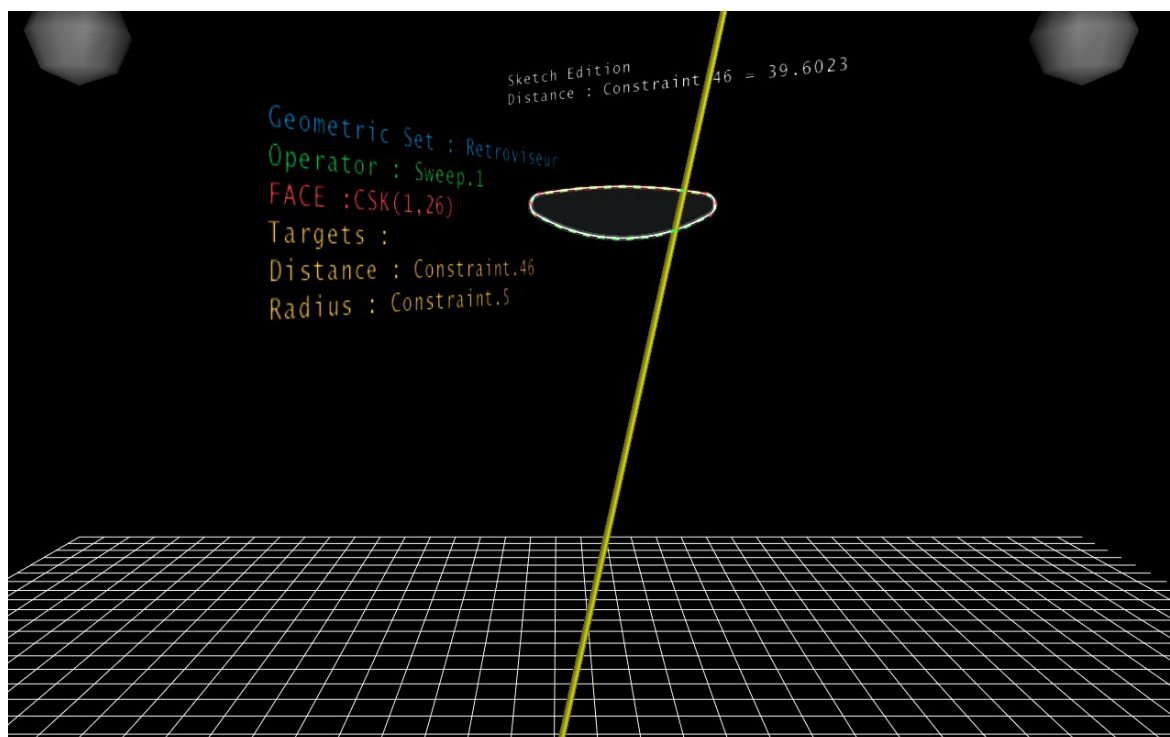 Sketch Edition
Distance : Constraint.46 = 39.6023
Geometric Set : Retroviseur
Operator : Sweep.1
FACE :CSK(1,26)
Targets :
Distance : Constraint.46
Radius : Constraint.5